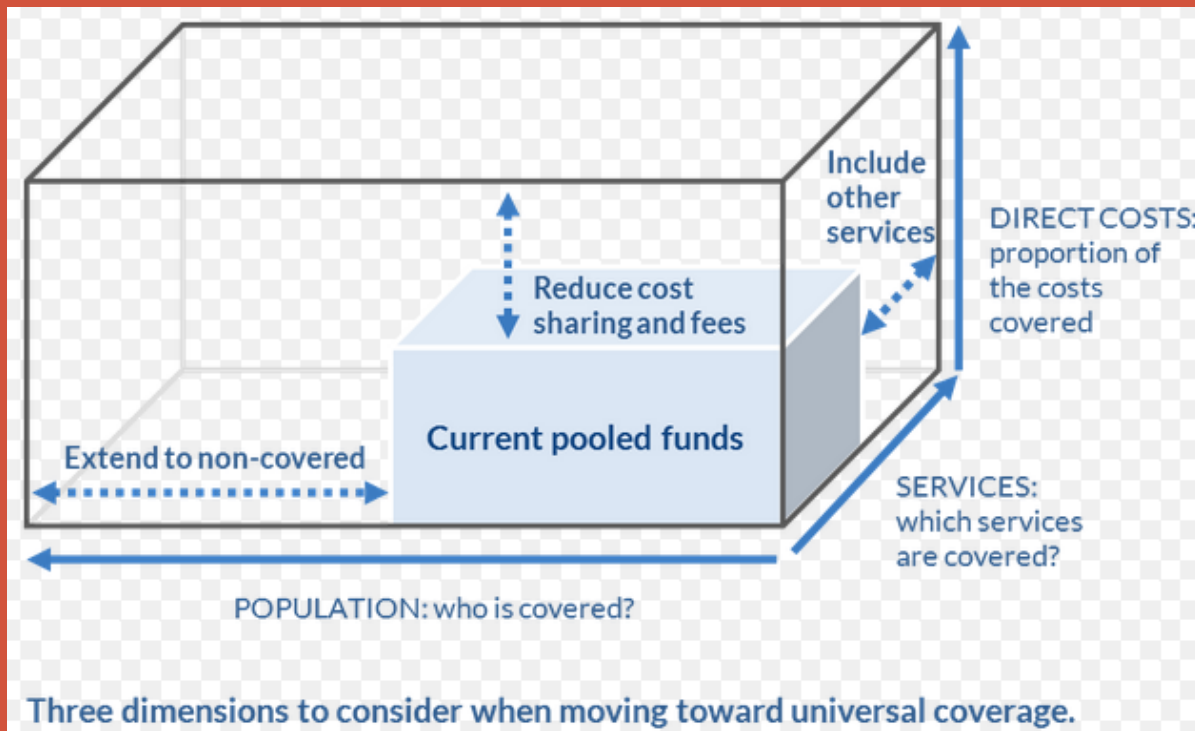 Include
other
services
DIRECT COSTS:
proportion of
the costs
covered
Reduce cost
sharing and fees
Current pooled funds
Extend to non-covered
SERVICES:
which services
are covered?
POPULATION: who is covered?
Three dimensions to consider when moving toward universal coverage.